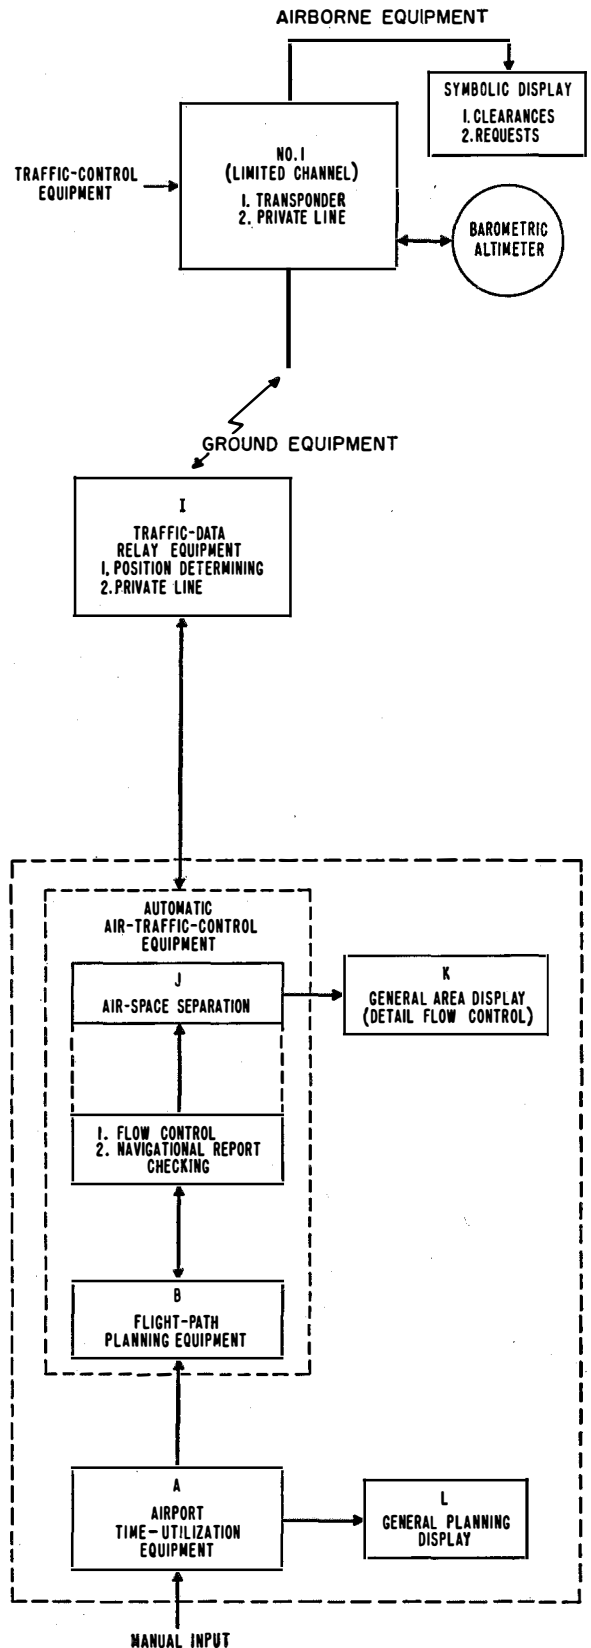 AIRBORNE EQUIPMENT
SYMBOLIC DISPLAY
1. CLEARANCES
2. REQUESTS
NO. 1
(LIMITED CHANNEL)
1. TRANSPONDER
2. PRIVATE LINE
TRAFFIC-CONTROL
EQUIPMENT
BAROMETRIC
ALTIMETER
GROUND EQUIPMENT
I
TRAFFIC-DATA
RELAY EQUIPMENT
1. POSITION DETERMINING
2. PRIVATE LINE
AUTOMATIC
AIR-TRAFFIC-CONTROL
EQUIPMENT
J
AIR-SPACE SEPARATION
K
GENERAL AREA DISPLAY
(DETAIL FLOW CONTROL)
1. FLOW CONTROL
2. NAVIGATIONAL REPORT
CHECKING
B
FLIGHT-PATH
PLANNING EQUIPMENT
A
AIRPORT
TIME-UTILIZATION
EQUIPMENT
L
GENERAL PLANNING
DISPLAY
MANUAL INPUT